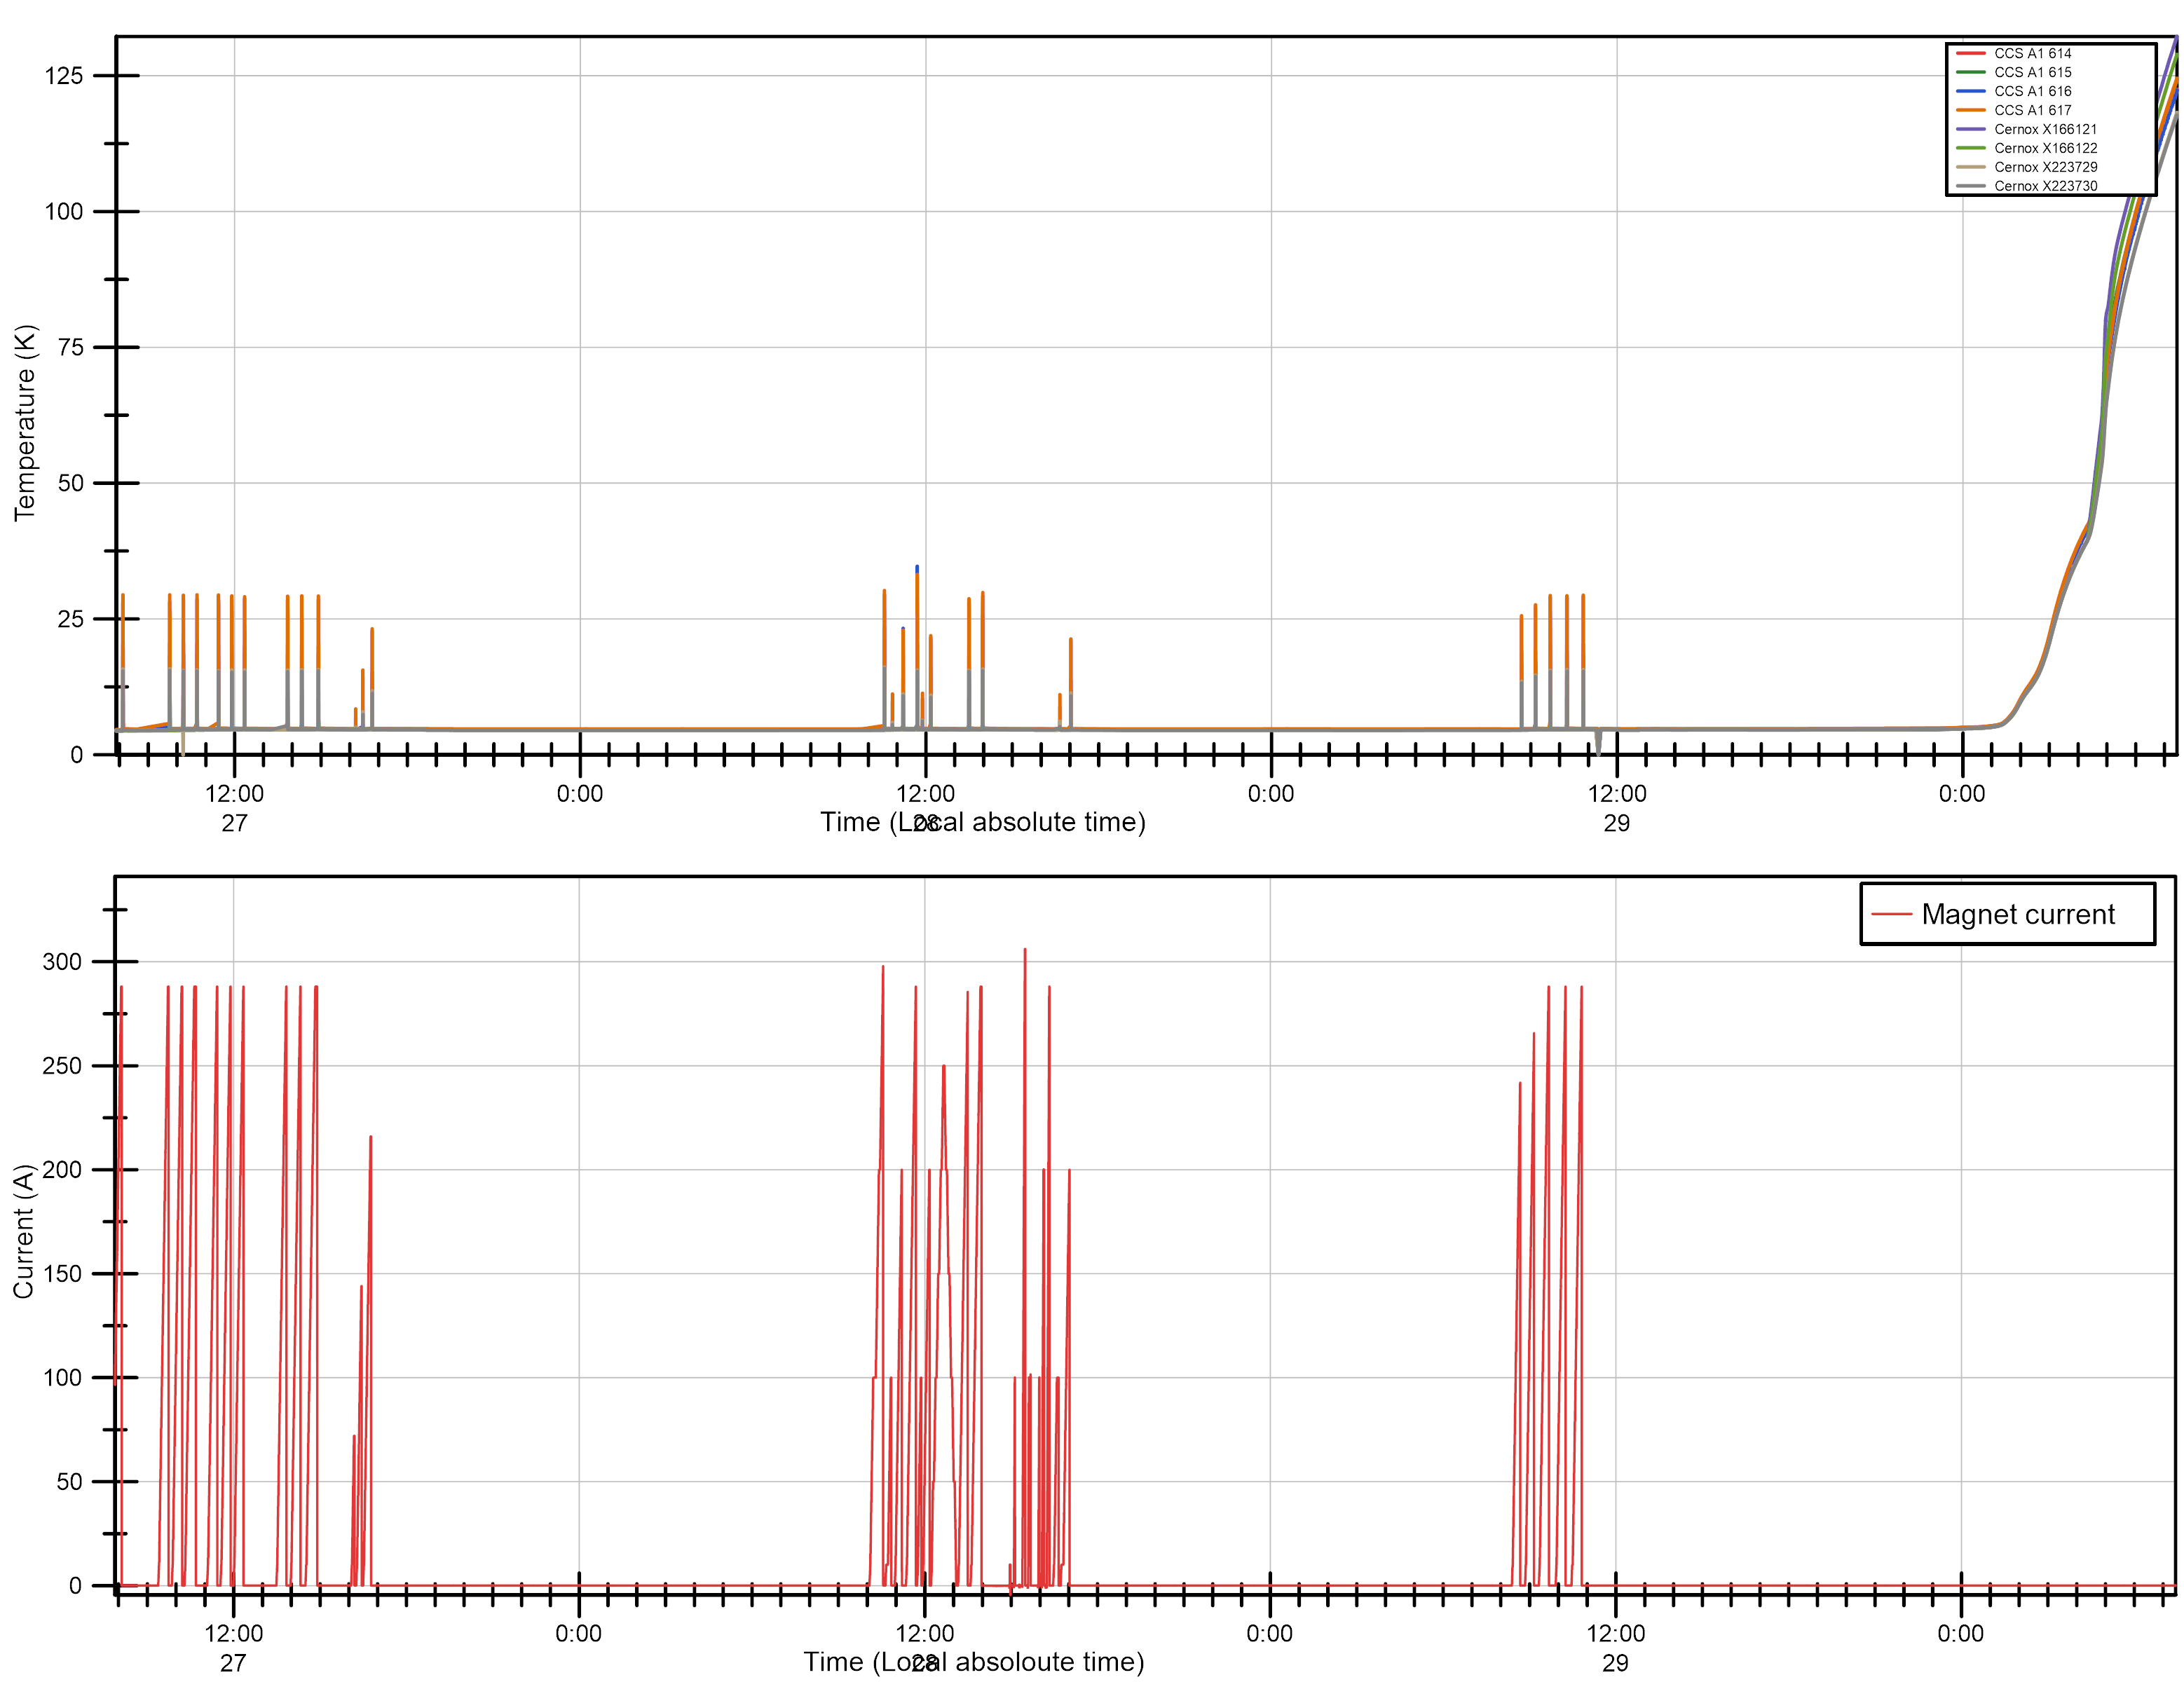 125
100
75
50
25
0
Temperature (K)
CCS A1 614
CCS A1 615
CCS A1 616
CCS A1 617
Cernox X166121
Cernox X166122
Cernox X223729
Cernox X223730
12:00 0:00 12:00 0:00 12:00 0:00
27 28 29
Time (Local absolute time)
300
250
200
150
100
50
0
Current (A)
Magnet current
12:00 0:00 12:00 0:00 12:00 0:00
27 28 29
Time (Local absoloute time)